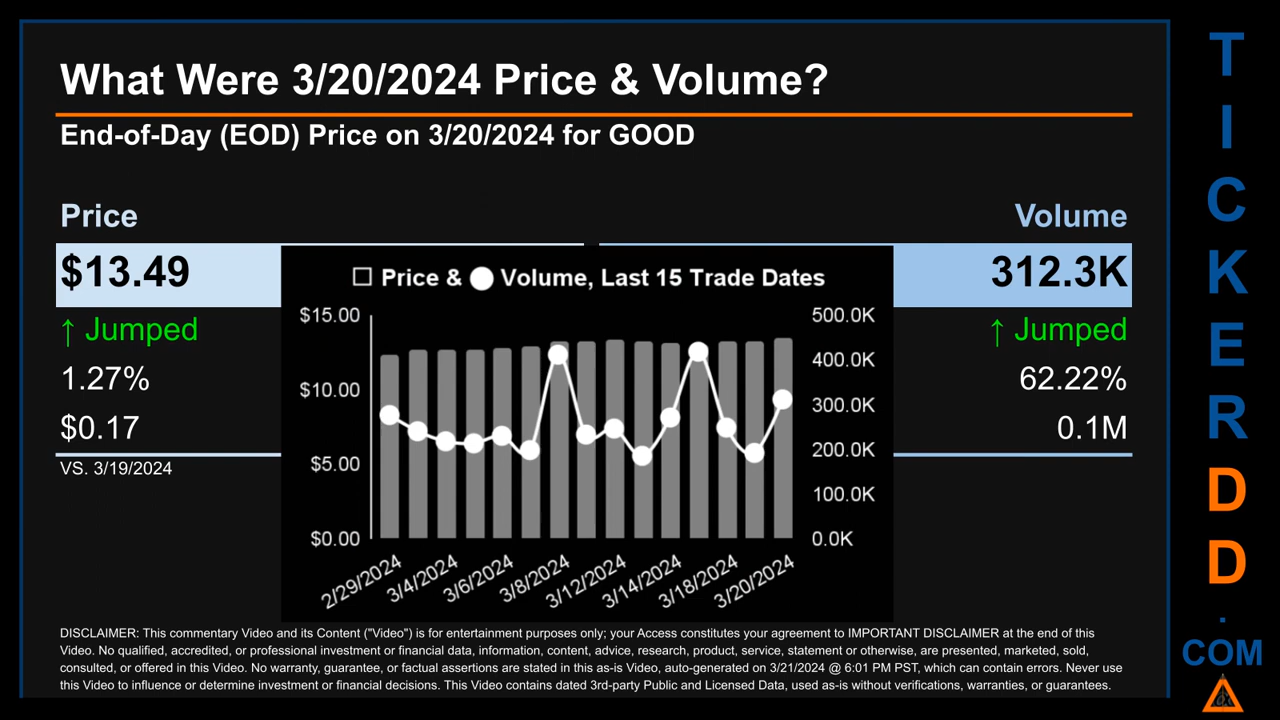 What Were 3/20/2024 Price & Volume?
End-of-Day (EOD) Price on 3/20/2024 for GOOD
Price
Volume
$13.49
312.3K
↑ Jumped
↑ Jumped
1.27%
62.22%
$0.17
0.1M
VS. 3/19/2024
Price & Volume, Last 15 Trade Dates
$15.00
$10.00
$5.00
$0.00
500.0K
400.0K
300.0K
200.0K
100.0K
0.0K
2/29/2024
3/4/2024
3/6/2024
3/8/2024
3/12/2024
3/14/2024
3/18/2024
3/20/2024
DISCLAIMER: This commentary Video and its Content ("Video") is for entertainment purposes only; your Access constitutes your agreement to IMPORTANT DISCLAIMER at the end of this
Video. No qualified, accredited, or professional investment or financial data, information, content, advice, research, product, service, statement or otherwise, are presented, marketed, sold,
consulted, or offered in this Video. No warranty, guarantee, or factual assertions are stated in this as-is Video, auto-generated on 3/21/2024 @ 6:01 PM PST, which can contain errors. Never use
this Video to influence or determine investment or financial decisions. This Video contains dated 3rd-party Public and Licensed Data, used as-is without verifications, warranties, or guarantees.
T
I
C
K
E
R
D
D
.
COM